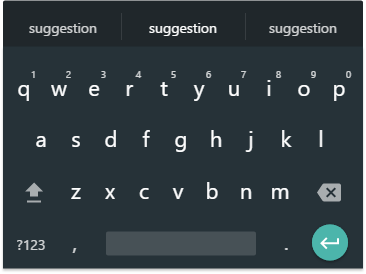 suggestion suggestion suggestion
1 2 3 4 5 6 7 8 9 0
q w e r t y u i o p
a s d f g h j k l
z x c v b n m
?123 , .